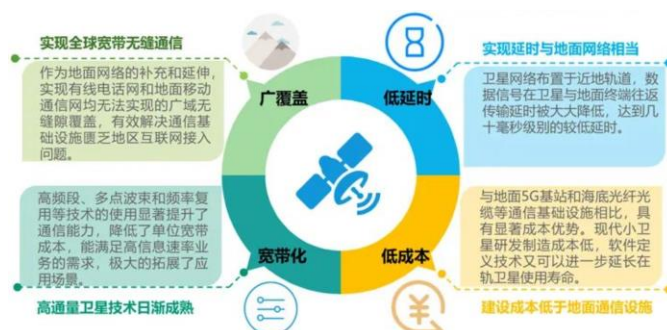 实现全球宽带无缝通信
作为地面网络的补充和延伸，
实现有线电话网和地面移动
通信网均无法实现的广域无
缝隙覆盖，有效解决通信基
础设施匮乏地区互联网接入
问题。
广覆盖
低延时
实现延时与地面网络相当
卫星网络布置于近地轨道，数
据信号在卫星与地面终端往返
传输延时被大大降低，达到几
十毫秒级别的较低延时。
高频段、多点波束和频率复
用等技术的使用显著提升了
通信能力，降低了单位宽带
成本，能满足高信息速率业
务的需求，极大的拓展了应
用场景。
高通量卫星技术日渐成熟
宽带化
低成本
与地面5G基站和海底光纤光
缆等通信基础设施相比，具
有显著成本优势。现代小卫
星研发制造成本低，软件定
义技术又可以进一步延长在
轨卫星使用寿命。
建设成本低于地面通信设施
¥